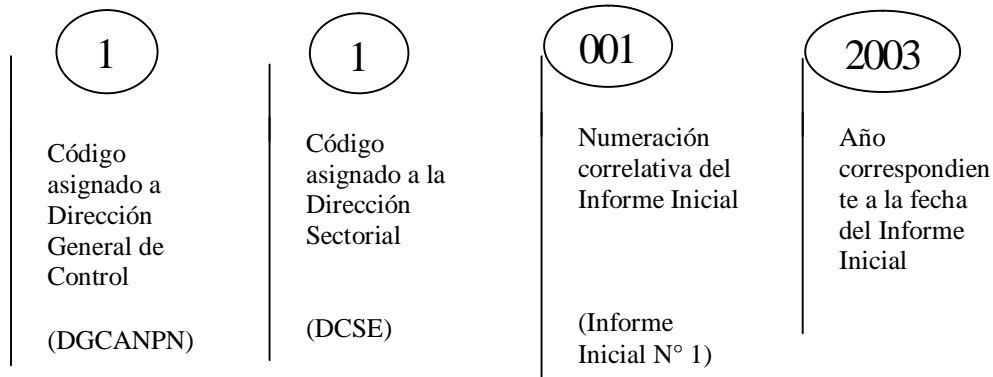 1
Código
asignado a
Dirección
General de
Control
(DGCANPN)
1
Código
asignado a la
Dirección
Sectorial
(DCSE)
001
Numeración
correlativa del
Informe Inicial
(Informe
Inicial N° 1)
2003
Año
correspondien
te a la fecha
del Informe
Inicial